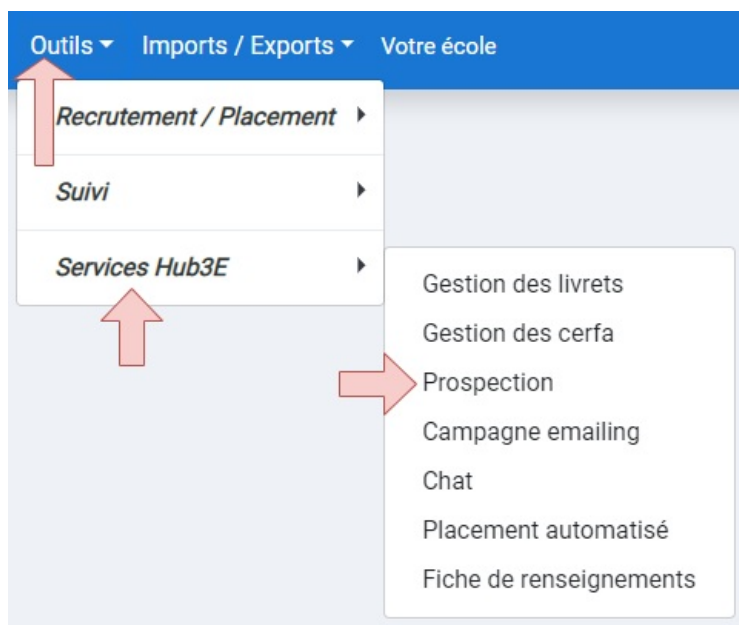 Outils Imports / Exports Votre école
Recrutement / Placement
Suivi
Services Hub3E
Gestion des livrets
Gestion des cerfa
Prospection
Campagne emailing
Chat
Placement automatisé
Fiche de renseignements